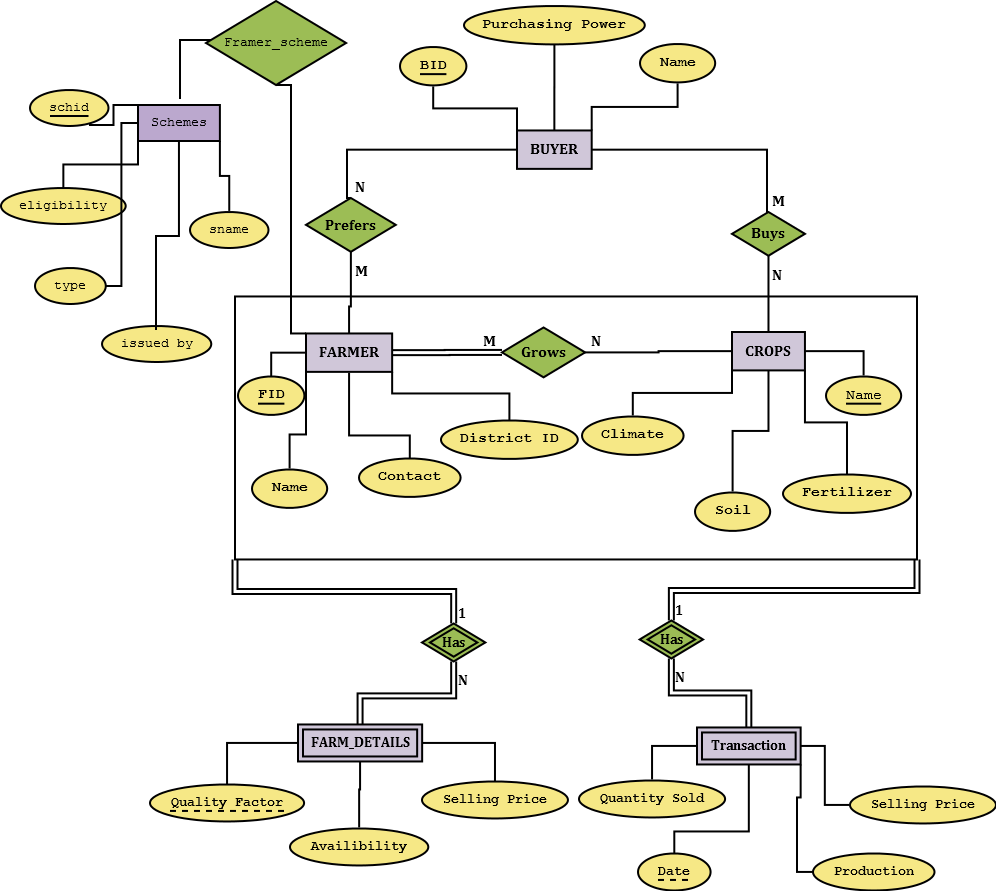 Purchasing Power
Framer_scheme
BID
Name
schid
Schemes
BUYER
N
M
eligibility
sname
Prefers
Buys
M
N
type
issued by
FARMER
M
Grows
N
CROPS
FID
Name
District ID
Climate
Name
Contact
Soil
Fertilizer
1
1
Has
Has
N
N
FARM_DETAILS
Transaction
Quality Factor
Selling Price
Quantity Sold
Selling Price
Availibility
Date
Production